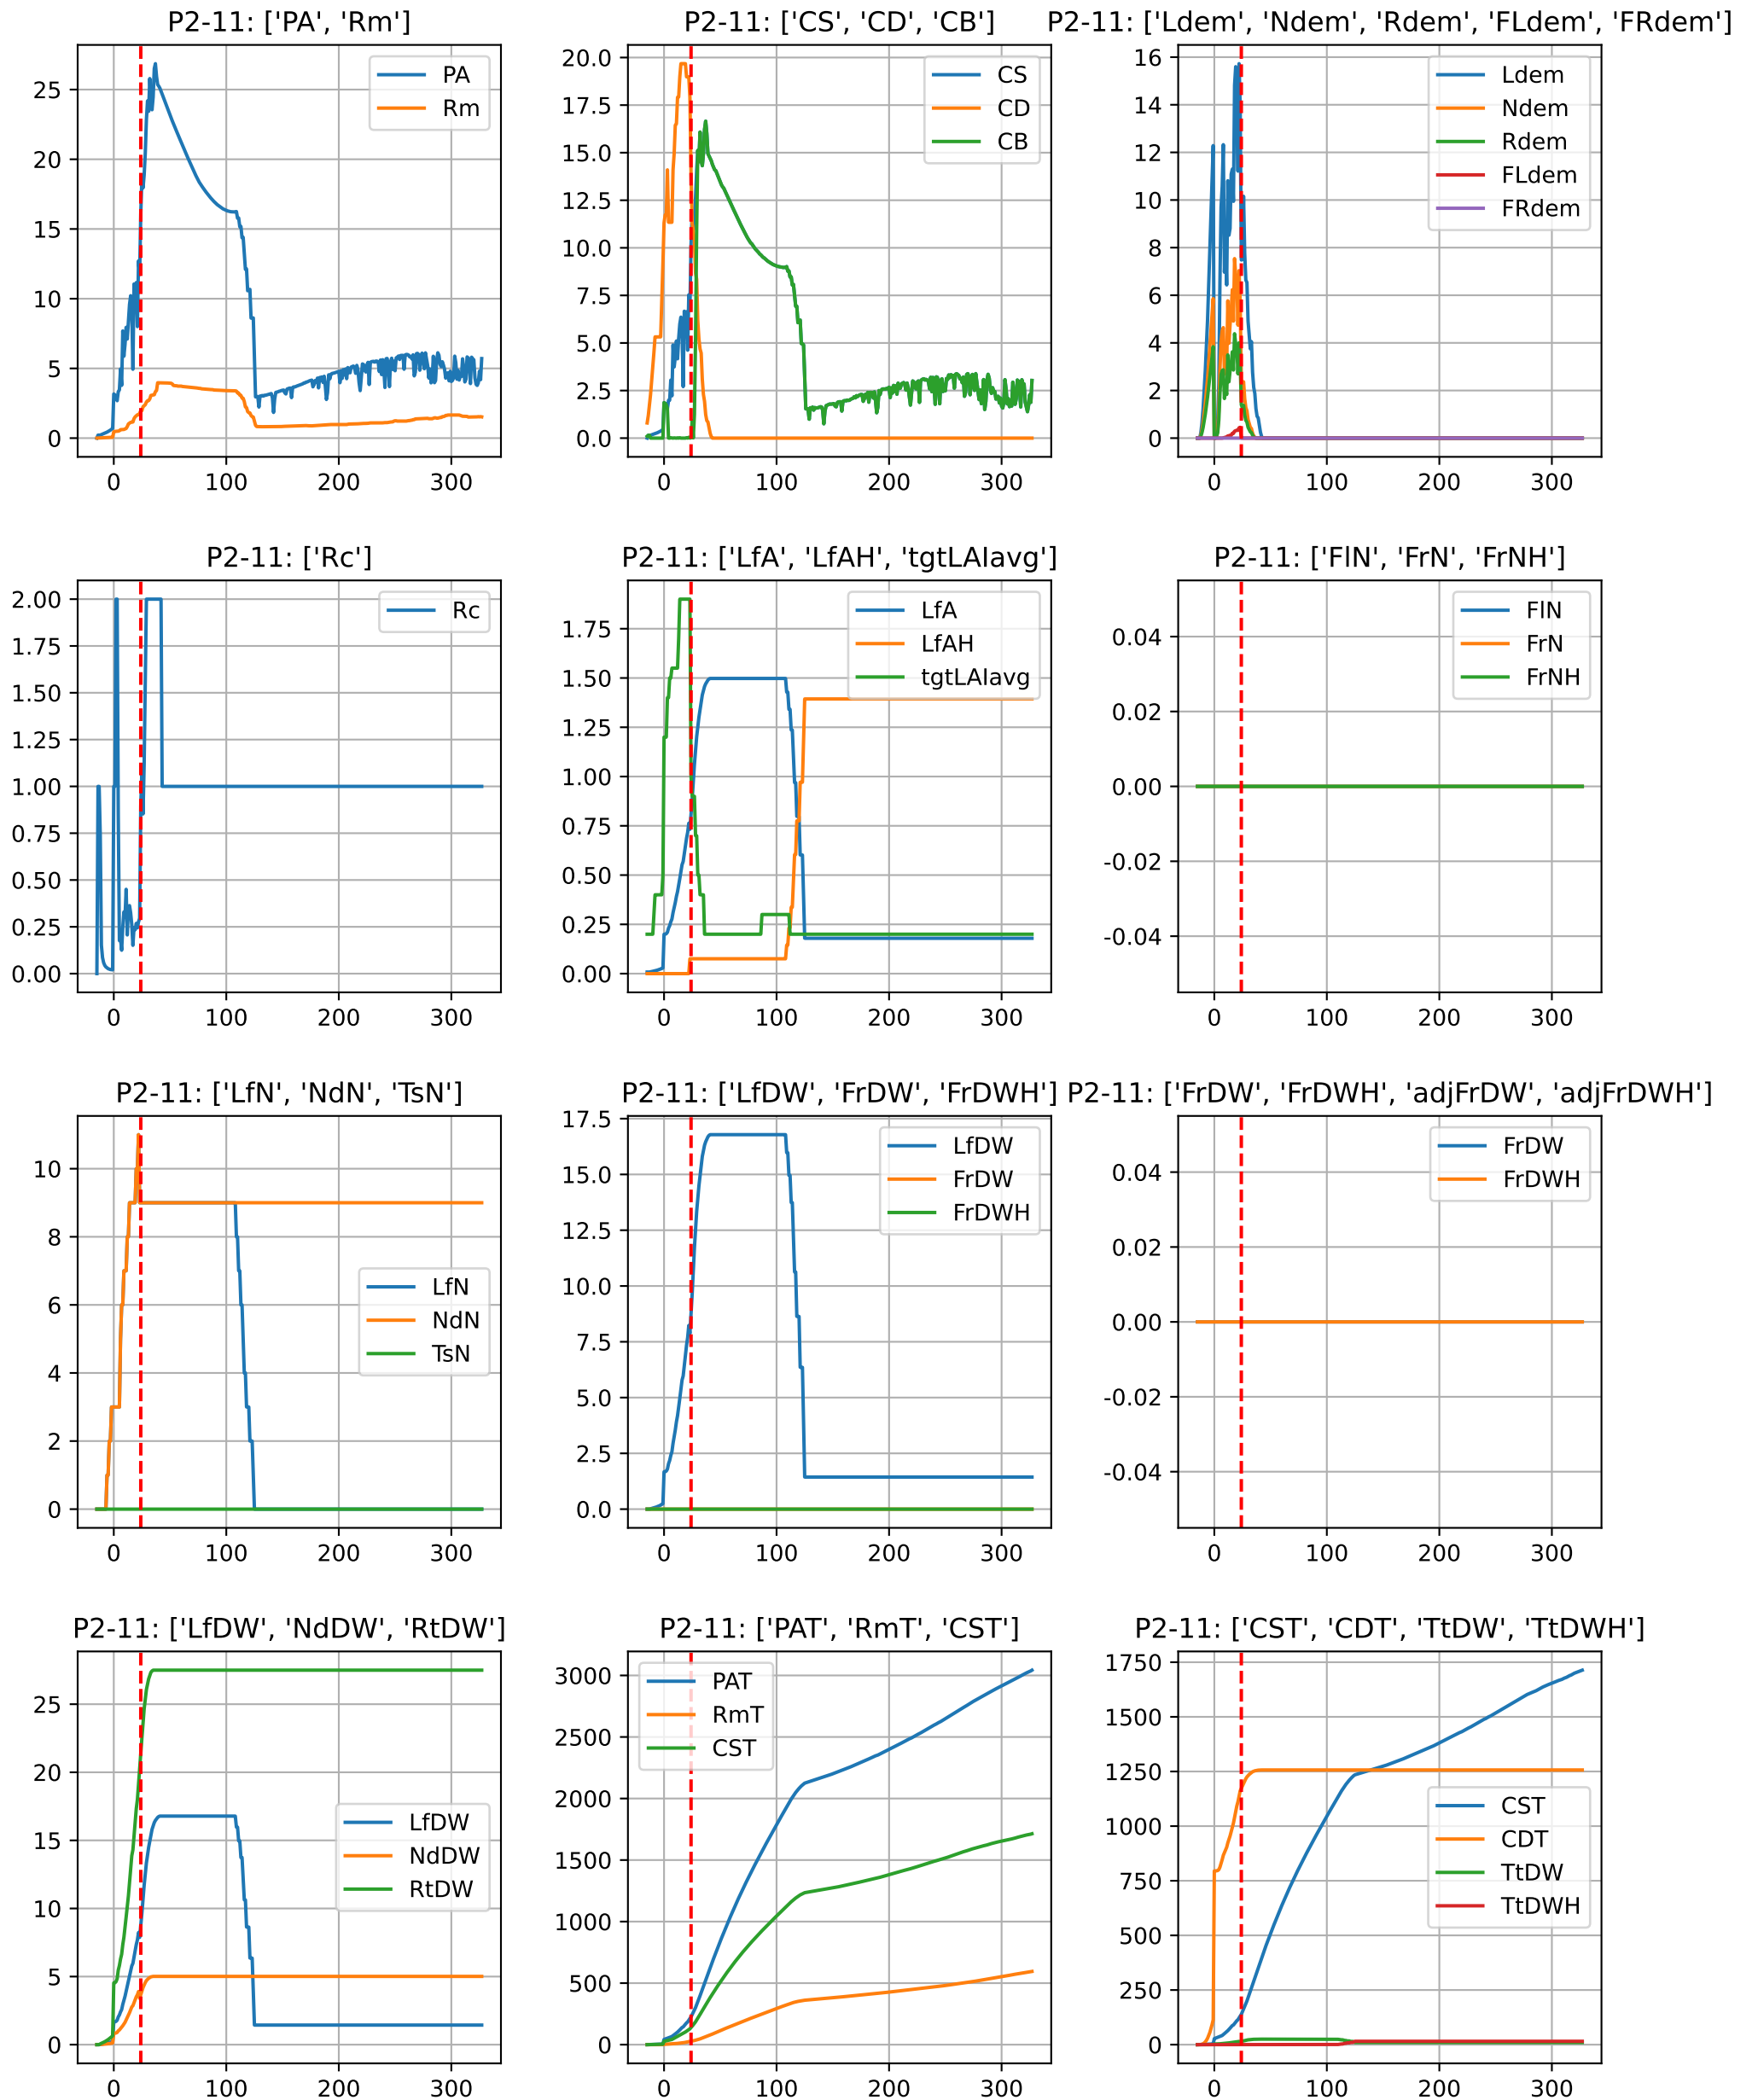 P2-11: ['PA', 'Rm']
25
20
15
10
5
0
0 100 200 300
PA
Rm
P2-11: ['CS', 'CD', 'CB']
20.0
17.5
15.0
12.5
10.0
7.5
5.0
2.5
0.0
0 100 200 300
CS
CD
CB
P2-11: ['Ldem', 'Ndem', 'Rdem', 'FLdem', 'FRdem']
16
14
12
10
8
6
4
2
0
0 100 200 300
Ldem
Ndem
Rdem
FLdem
FRdem
P2-11: ['Rc']
2.00
1.75
1.50
1.25
1.00
0.75
0.50
0.25
0.00
0 100 200 300
Rc
P2-11: ['LfA', 'LfAH', 'tgtLAIavg']
1.75
1.50
1.25
1.00
0.75
0.50
0.25
0.00
0 100 200 300
LfA
LfAH
tgtLAIavg
P2-11: ['FlN', 'FrN', 'FrNH']
0.04
0.02
0.00
-0.02
-0.04
0 100 200 300
FlN
FrN
FrNH
P2-11: ['LfN', 'NdN', 'TsN']
10
8
6
4
2
0
0 100 200 300
LfN
NdN
TsN
P2-11: ['LfDW', 'FrDW', 'FrDWH']
17.5
15.0
12.5
10.0
7.5
5.0
2.5
0.0
0 100 200 300
LfDW
FrDW
FrDWH
P2-11: ['FrDW', 'FrDWH', 'adjFrDW', 'adjFrDWH']
0.04
0.02
0.00
-0.02
-0.04
0 100 200 300
FrDW
FrDWH
P2-11: ['LfDW', 'NdDW', 'RtDW']
25
20
15
10
5
0
0 100 200 300
LfDW
NdDW
RtDW
P2-11: ['PAT', 'RmT', 'CST']
3000
2500
2000
1500
1000
500
0
0 100 200 300
PAT
RmT
CST
P2-11: ['CST', 'CDT', 'TtDW', 'TtDWH']
1750
1500
1250
1000
750
500
250
0
0 100 200 300
CST
CDT
TtDW
TtDWH